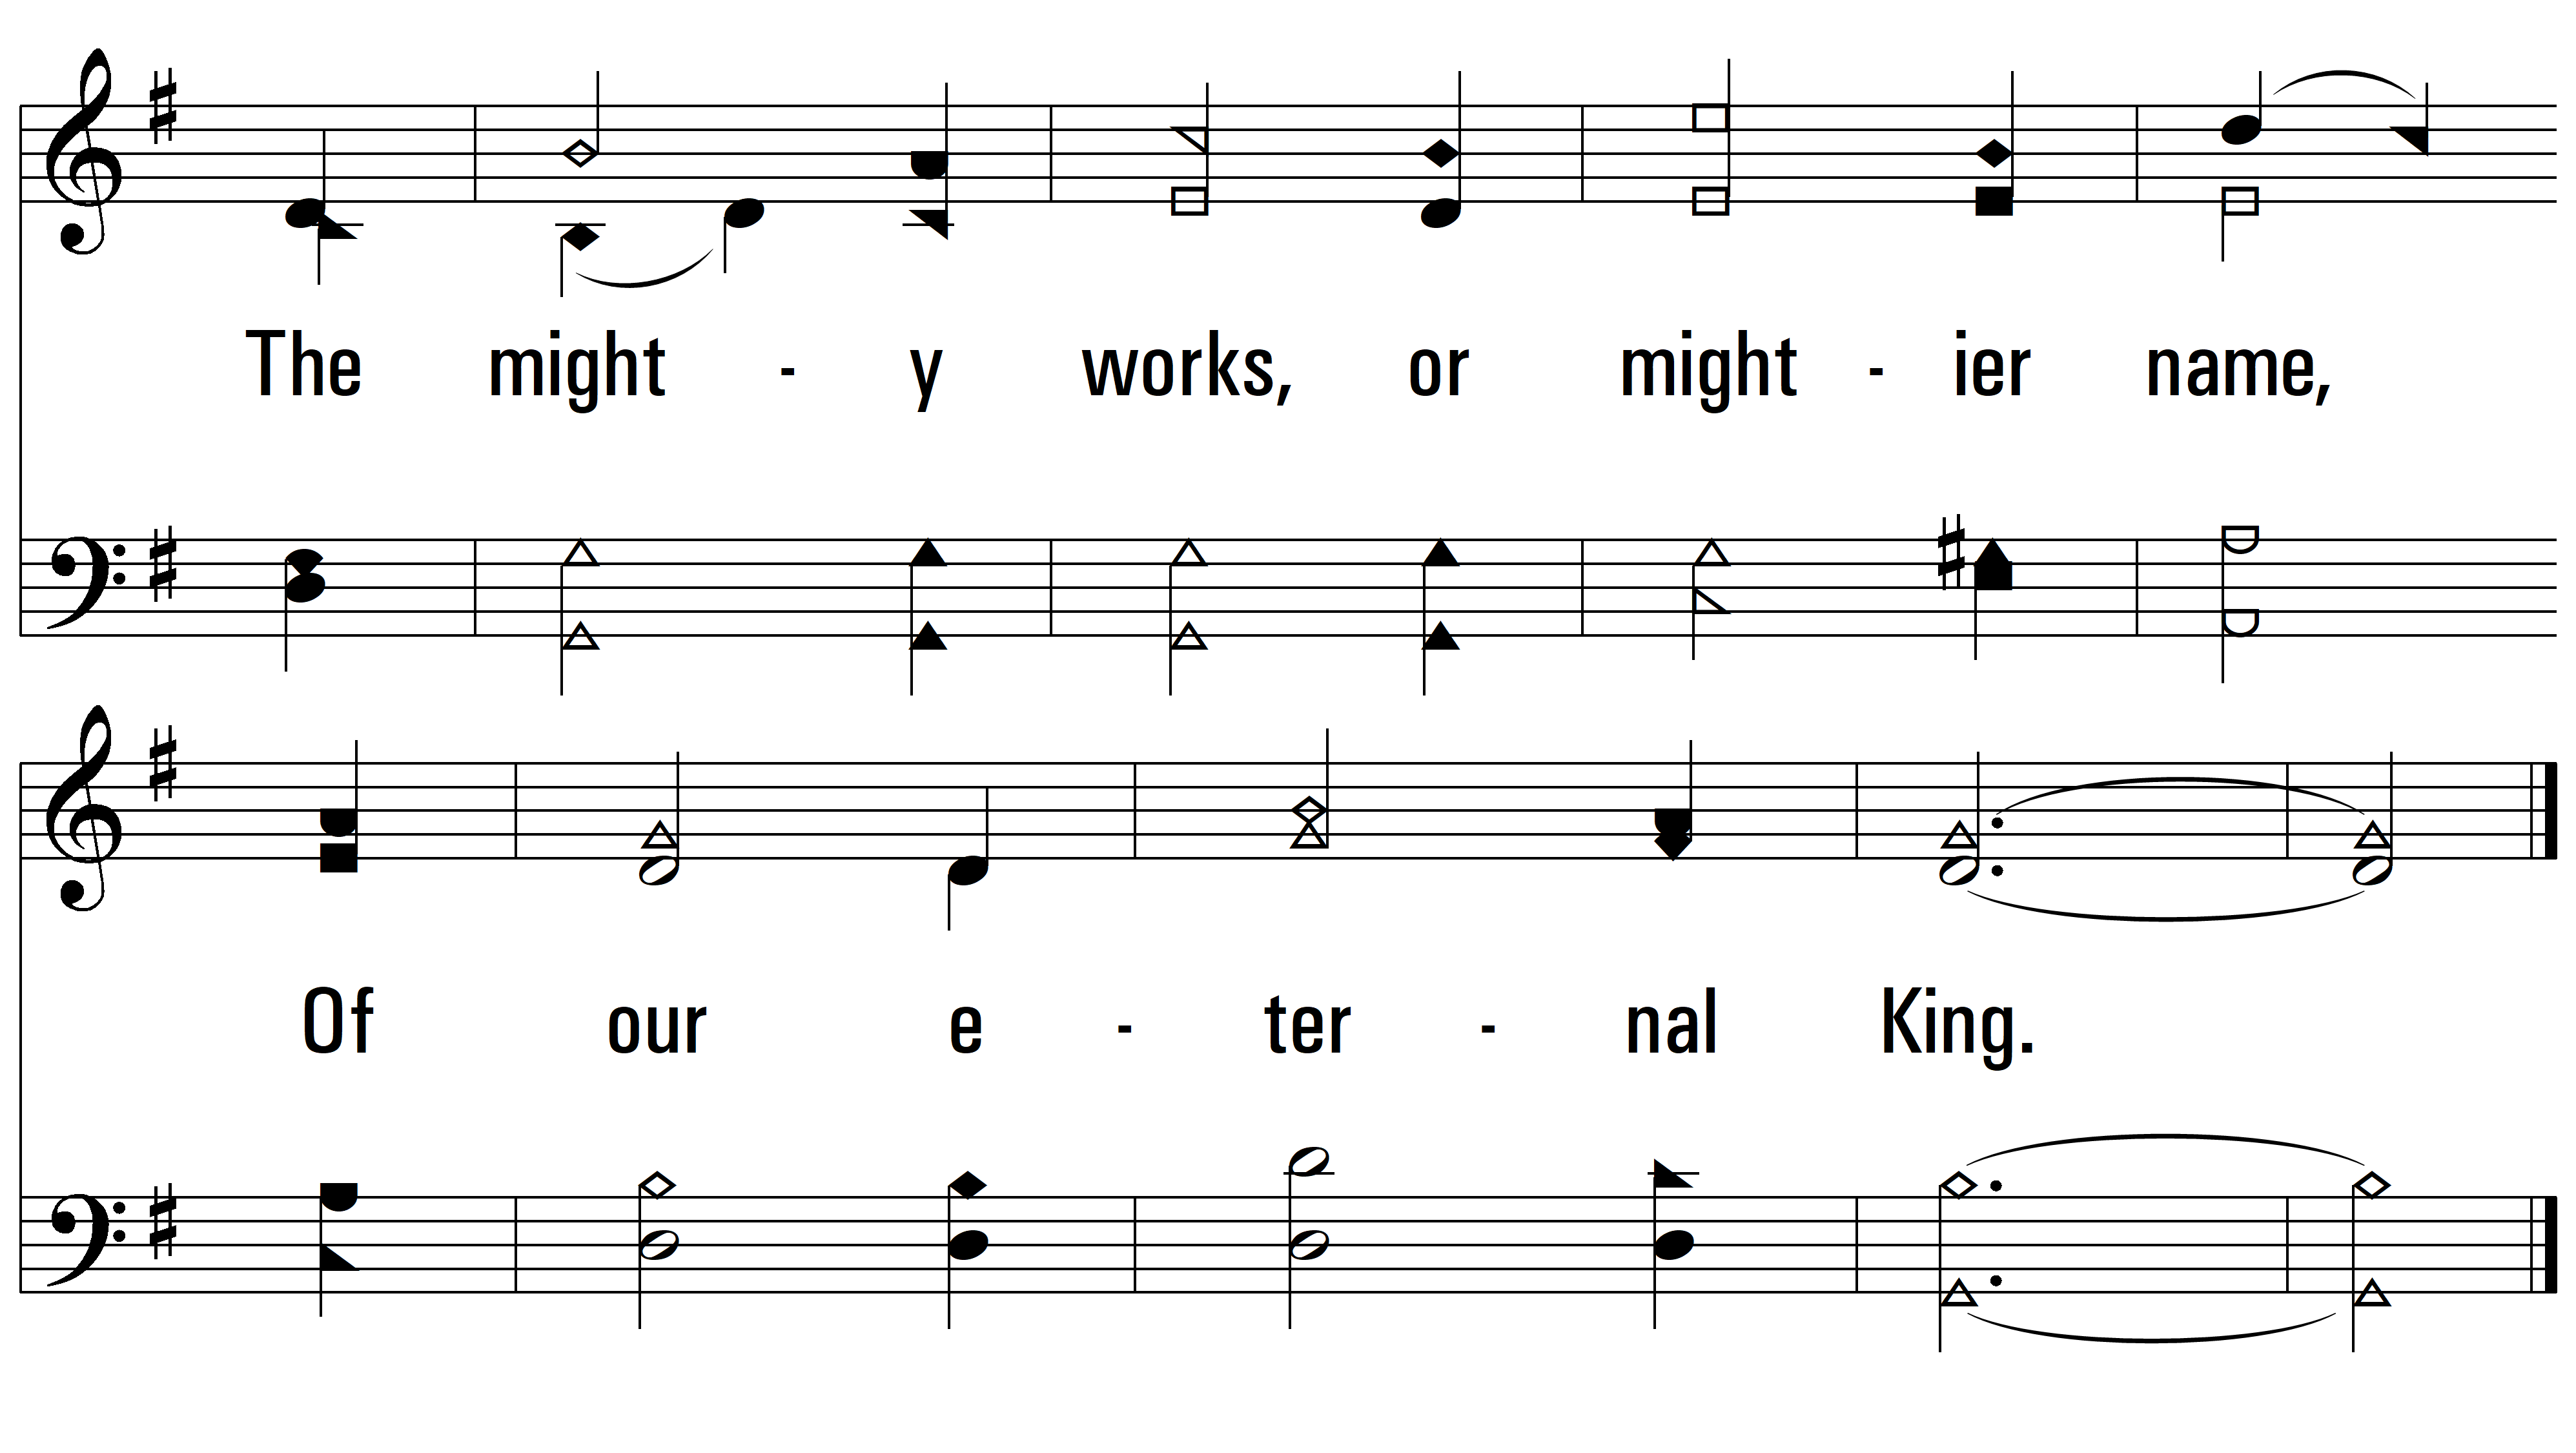 The might - y works, or might - ier name,
Of our e - ter - nal King.